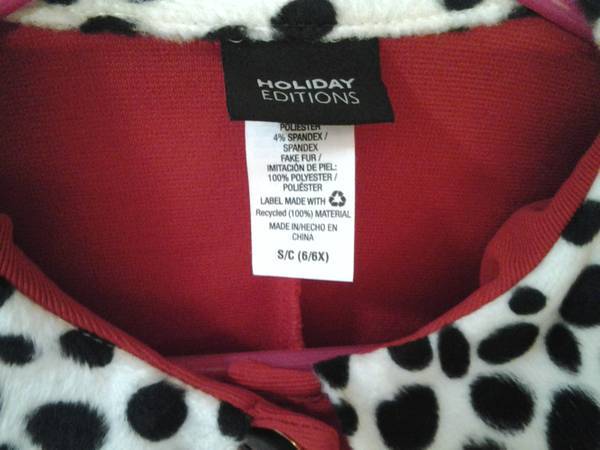 HOLIDAY
EDITIONS
POLIESTER
4% SPANDEX /
SPANDEX
FAKE FUR /
IMITACIÓN DE PIEL:
100% POLYESTER /
POLIÉSTER
LABEL MADE WITH
Recycled (100%) MATERIAL
MADE IN/HECHO EN
CHINA
S/C (6/6X)